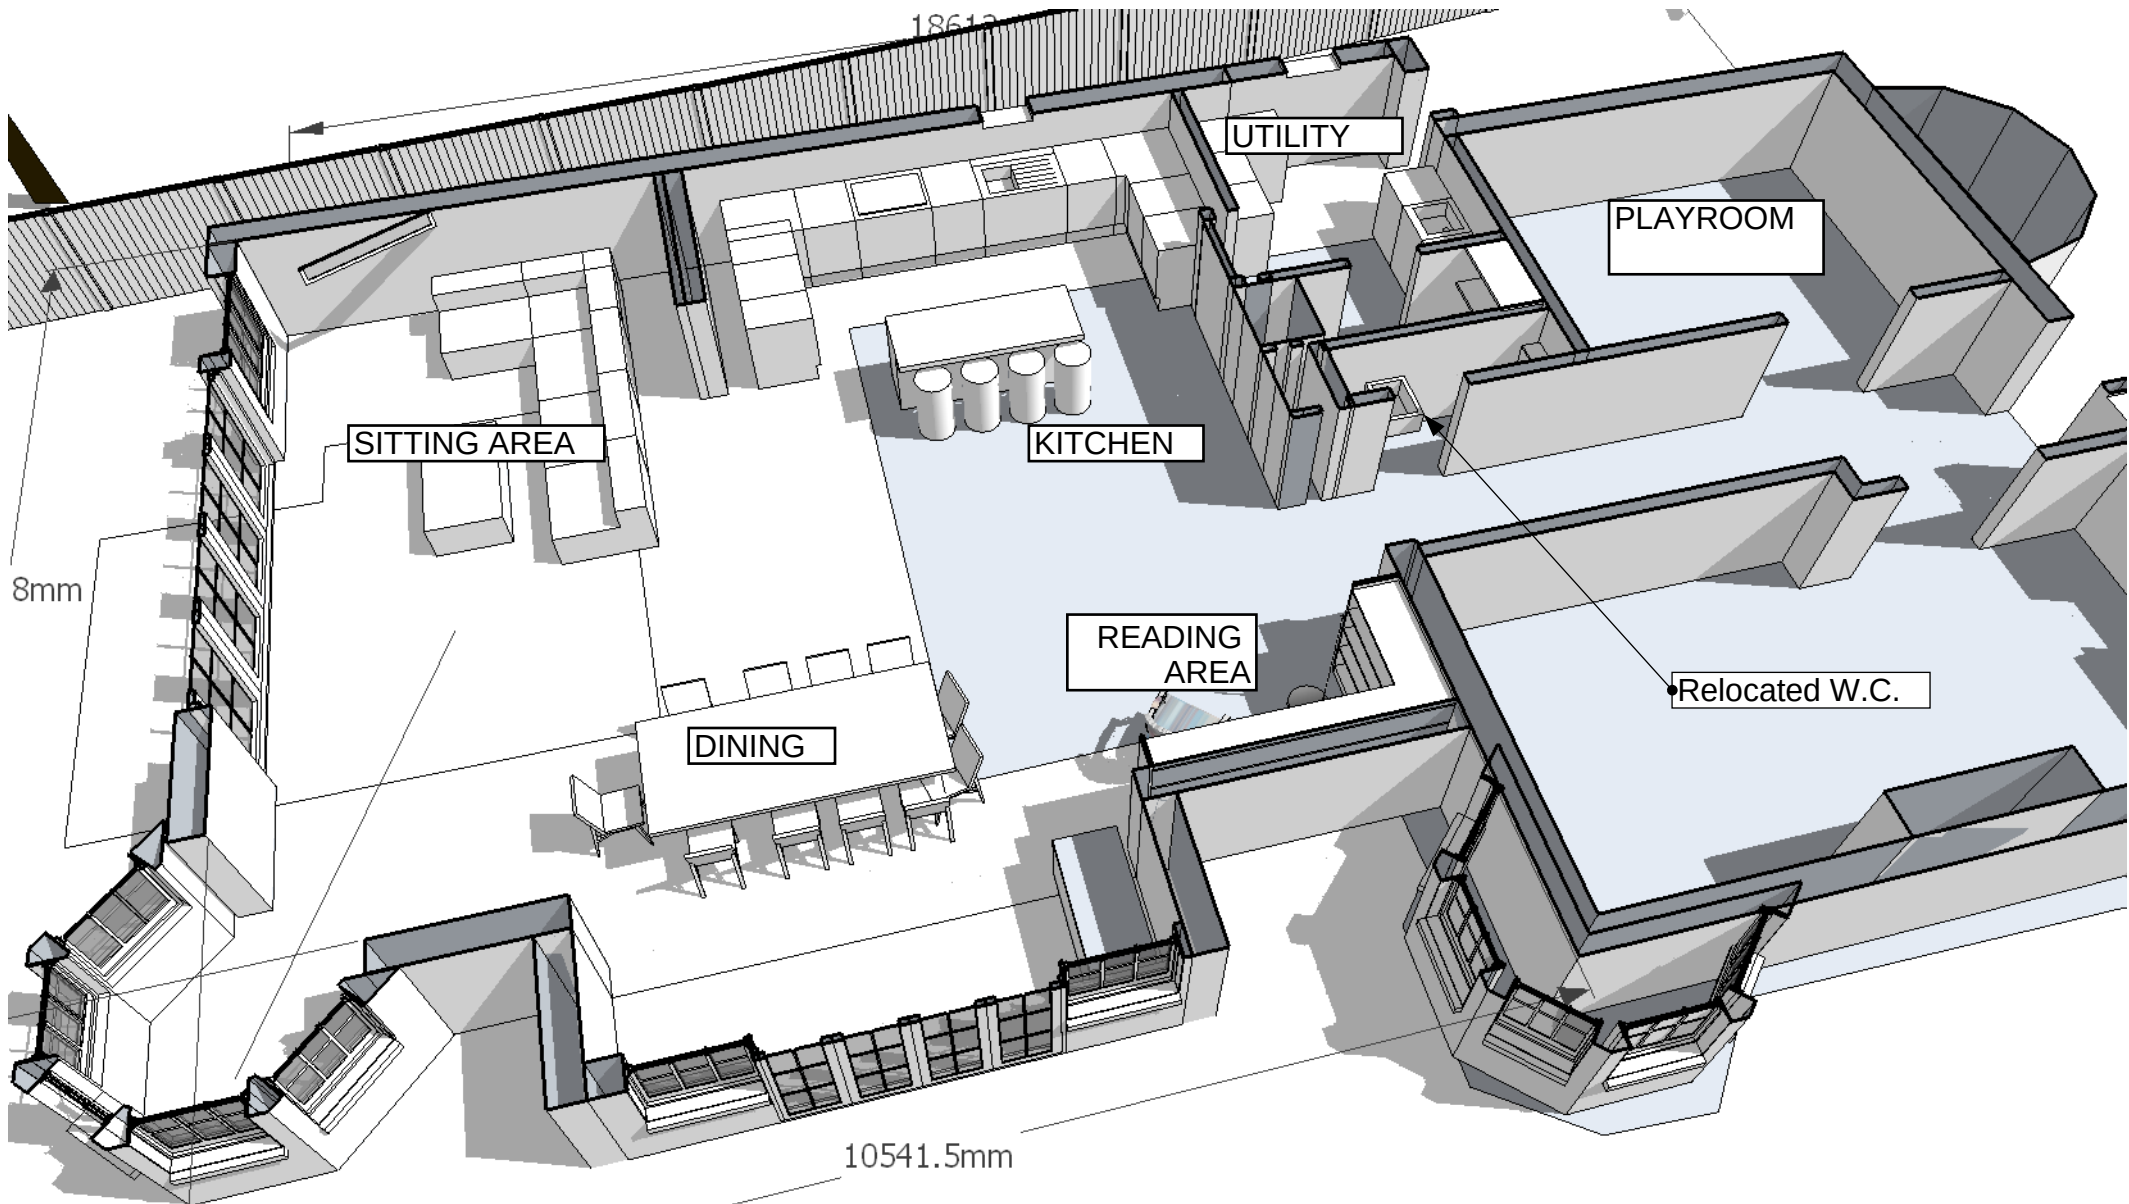 UTILITY
PLAYROOM
SITTING AREA
KITCHEN
8mm
READING
AREA
Relocated W.C.
DINING
10541.5mm